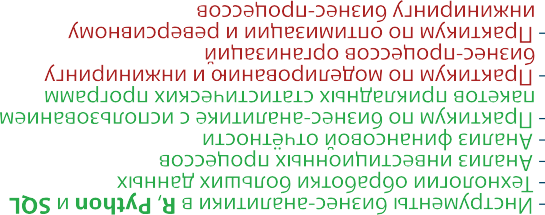 - Инструменты бизнес-аналитики в R, Python и SQL
- Технологии обработки больших данных
- Анализ инвестиционных процессов
- Анализ финансовой отчётности
- Практикум по бизнес-аналитике с использованием
пакетов прикладных статистических программ
- Практикум по моделированию и инжинирингу
бизнес-процессов организаций
- Практикум по оптимизации и реверсивному
инжинирингу бизнес-процессов